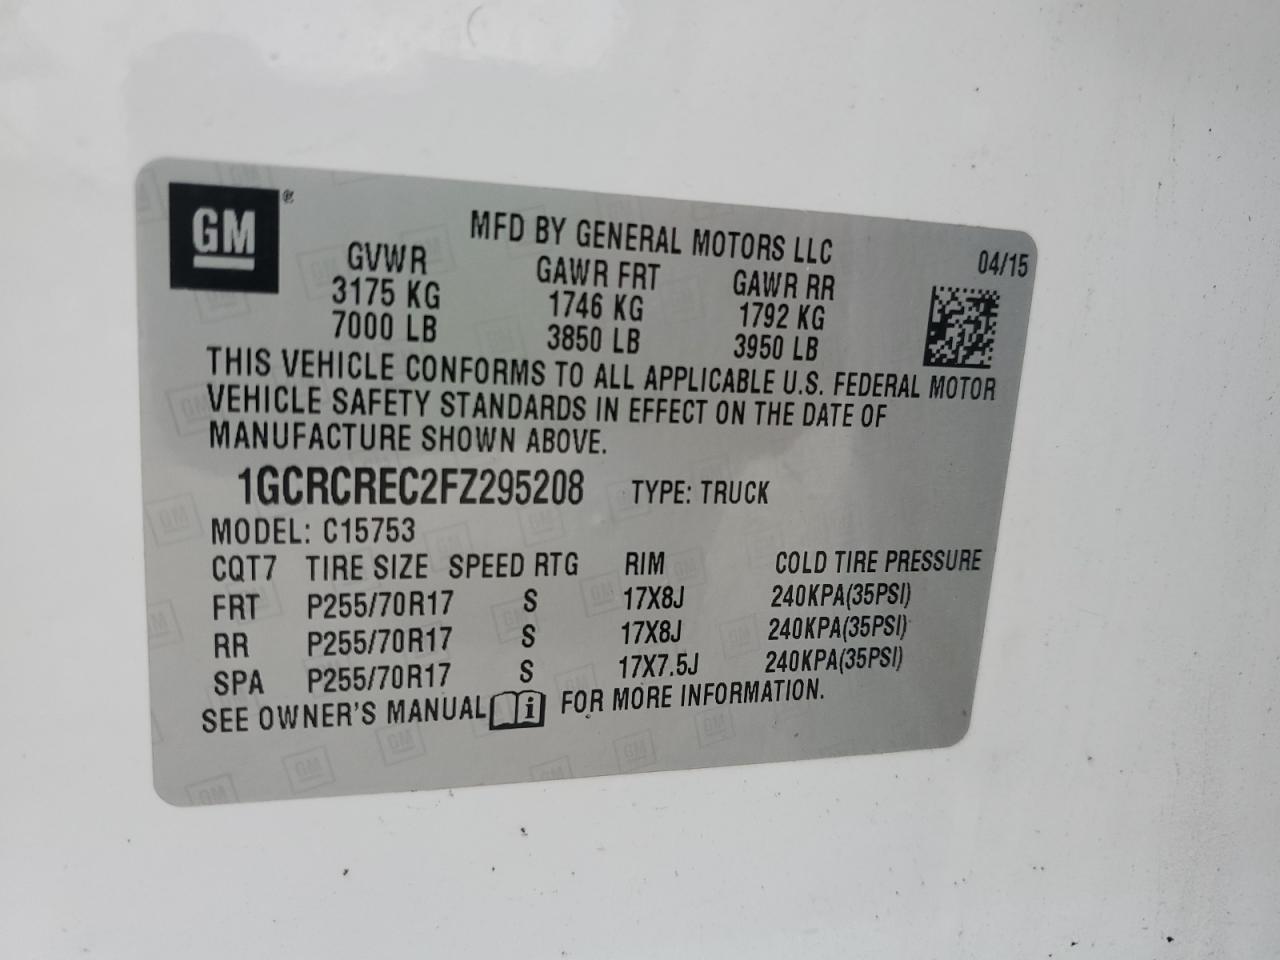 GM ®
MFD BY GENERAL MOTORS LLC 04/15
GVWR GAWR FRT GAWR RR
3175 KG 1746 KG 1792 KG
7000 LB 3850 LB 3950 LB
THIS VEHICLE CONFORMS TO ALL APPLICABLE U.S. FEDERAL MOTOR
VEHICLE SAFETY STANDARDS IN EFFECT ON THE DATE OF
MANUFACTURE SHOWN ABOVE.
1GCRCREC2FZ295208 TYPE: TRUCK
MODEL: C15753
CQT7 TIRE SIZE SPEED RTG RIM COLD TIRE PRESSURE
FRT P255/70R17 S 17X8J 240KPA(35PSI)
RR P255/70R17 S 17X8J 240KPA(35PSI)
SPA P255/70R17 S 17X7.5J 240KPA(35PSI)
SEE OWNER'S MANUAL i FOR MORE INFORMATION.